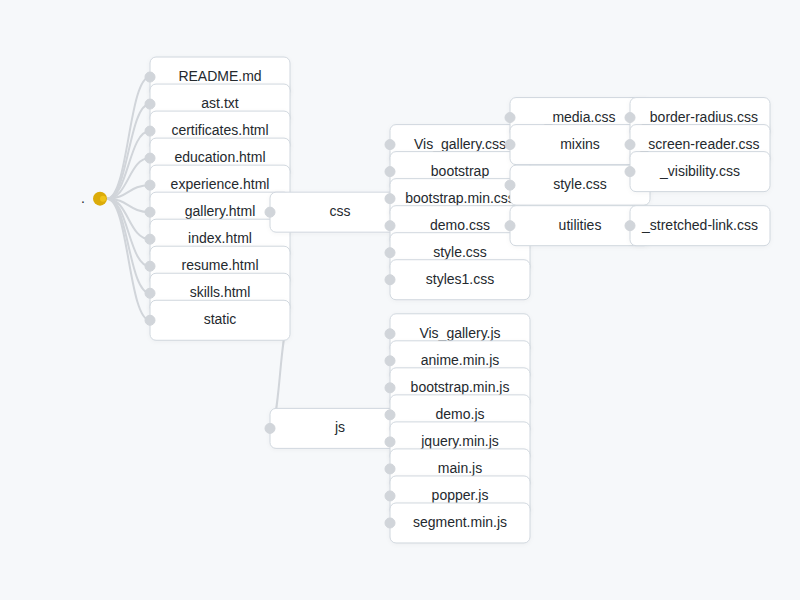 .
README.md
ast.txt
certificates.html
education.html
experience.html
gallery.html
index.html
resume.html
skills.html
static
css
Vis_gallery.css
bootstrap
media.css
border-radius.css
mixins
screen-reader.css
_visibility.css
style.css
utilities
_stretched-link.css
bootstrap.min.css
demo.css
style.css
styles1.css
js
Vis_gallery.js
anime.min.js
bootstrap.min.js
demo.js
jquery.min.js
main.js
popper.js
segment.min.js